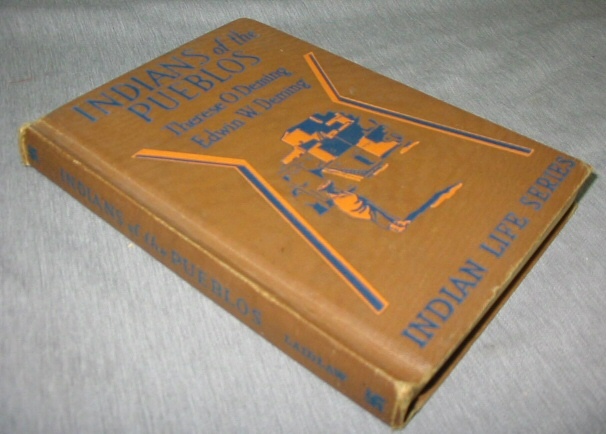 INDIANS of the
PUEBLOS
Therese O. Deming
Edwin W. Deming
INDIAN LIFE SERIES
INDIANS of the PUEBLOS
LAIDLAW